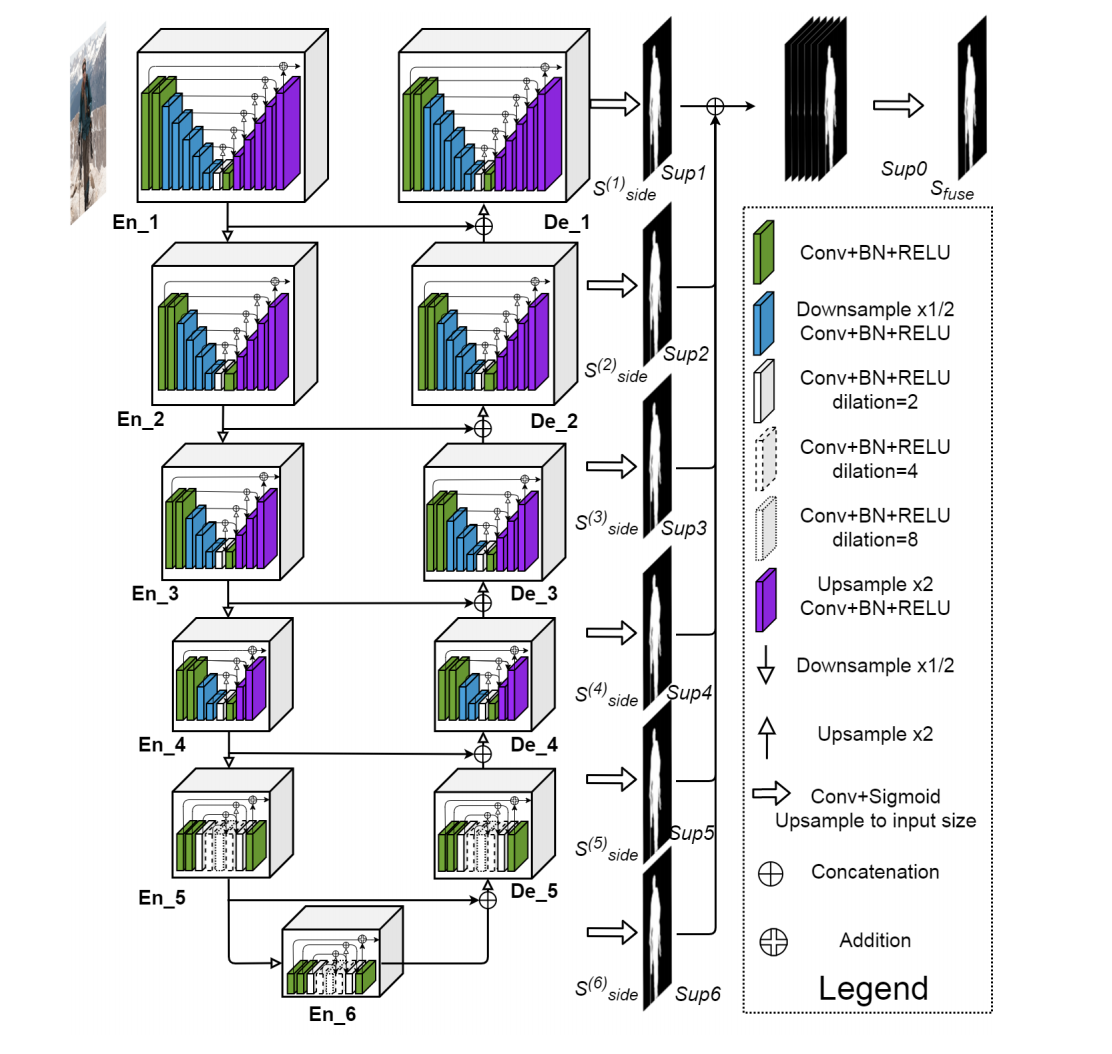 En_1
De_1
S(1)side
Sup1
Sup0
Sfuse
En_2
De_2
S(2)side
Sup2
En_3
De_3
S(3)side
Sup3
En_4
De_4
S(4)side
Sup4
En_5
De_5
S(5)side
Sup5
En_6
S(6)side
Sup6
Conv+BN+RELU
Downsample x1/2
Conv+BN+RELU
Conv+BN+RELU
dilation=2
Conv+BN+RELU
dilation=4
Conv+BN+RELU
dilation=8
Upsample x2
Conv+BN+RELU
Downsample x1/2
Upsample x2
Conv+Sigmoid
Upsample to input size
Concatenation
Addition
Legend